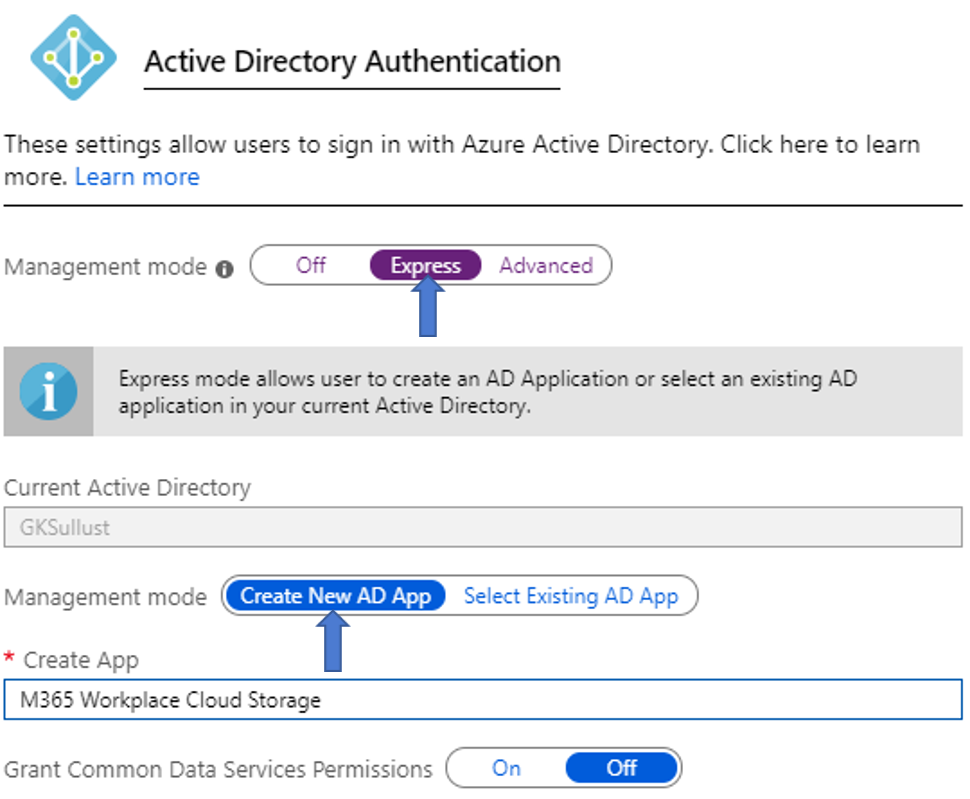 Active Directory Authentication
These settings allow users to sign in with Azure Active Directory. Click here to learn
more. Learn more
Management mode Off Express Advanced
Express mode allows user to create an AD Application or select an existing AD
application in your current Active Directory.
Current Active Directory
GKSullust
Management mode Create New AD App Select Existing AD App
* Create App
M365 Workplace Cloud Storage
Grant Common Data Services Permissions On Off